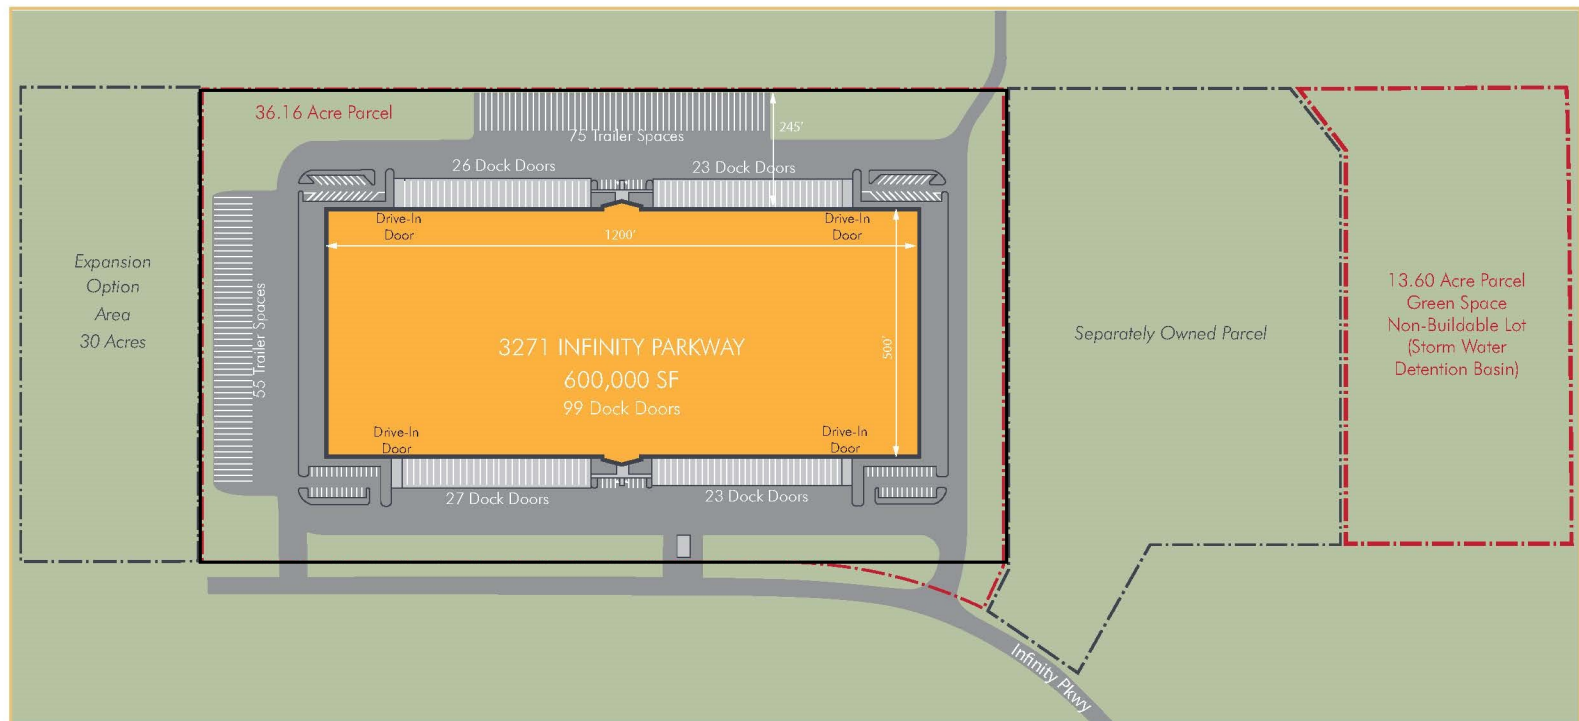 36.16 Acre Parcel
75 Trailer Spaces
245'
26 Dock Doors
23 Dock Doors
Drive-In
Door
Drive-In
Door
1200'
Expansion
Option
Area
30 Acres
55 Trailer Spaces
3271 INFINITY PARKWAY
600,000 SF
99 Dock Doors
500'
Separately Owned Parcel
13.60 Acre Parcel
Green Space
Non-Buildable Lot
(Storm Water
Detention Basin)
Drive-In
Door
Drive-In
Door
27 Dock Doors
23 Dock Doors
Infinity Pkwy